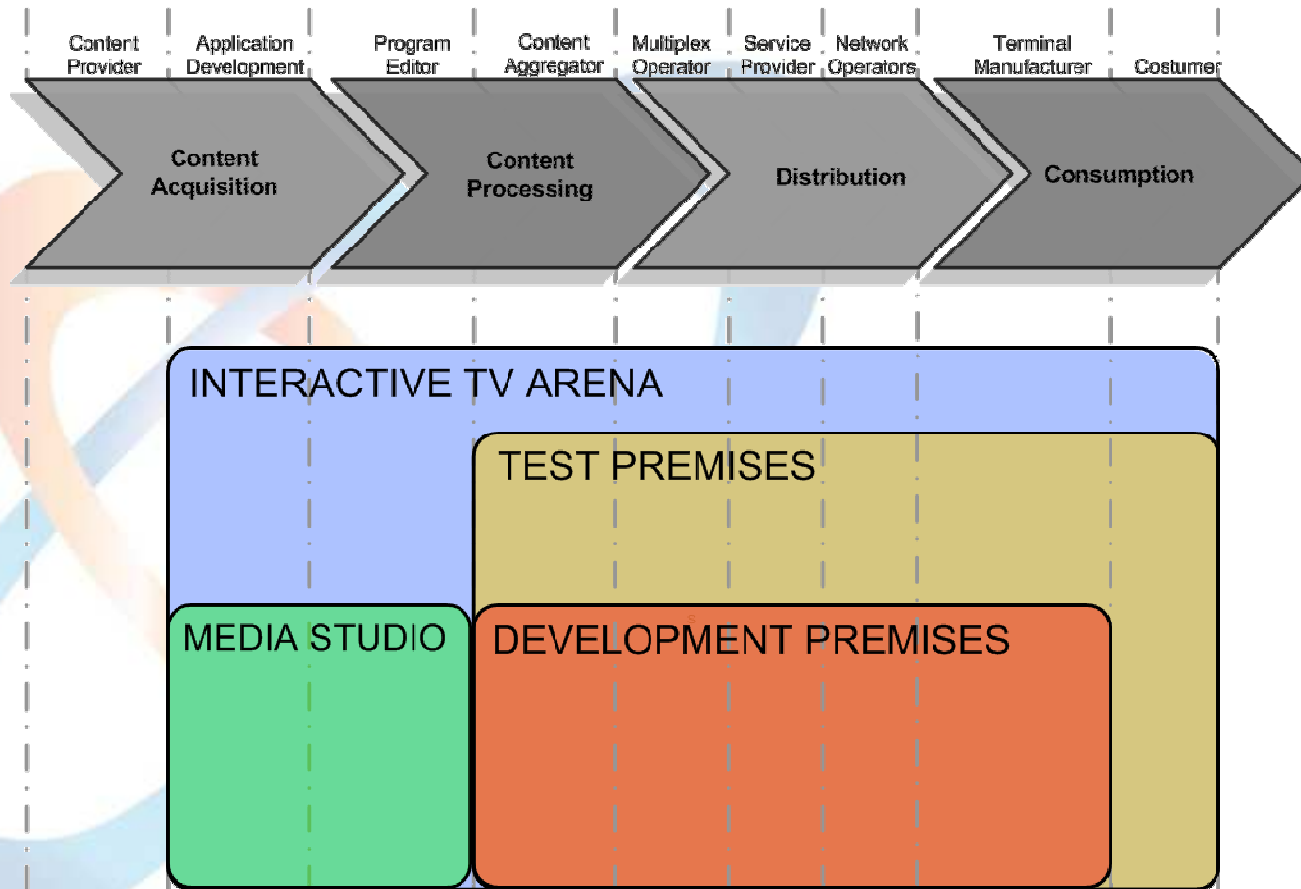 Content Application Program Content Multiplex Service Network Terminal
Provider Development Editor Aggregator Operator Provider Operators Manufacturer Costumer
Content Content
Acquisition Processing Distribution Consumption
INTERACTIVE TV ARENA
TEST PREMISES
MEDIA STUDIO DEVELOPMENT PREMISES